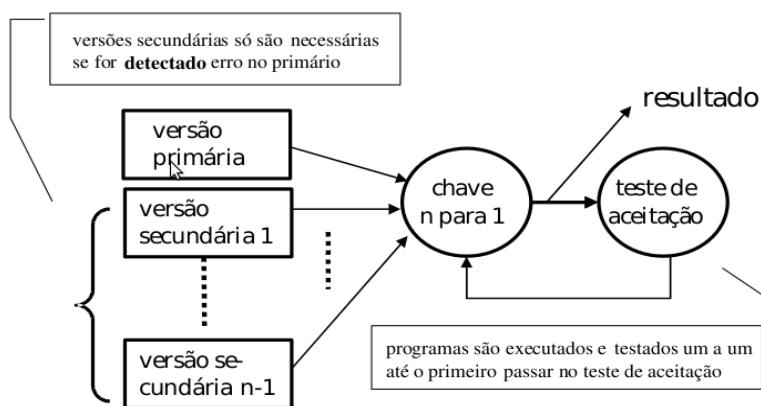 versões secundárias só são necessárias
se for detectado erro no primário
resultado
versão
primária
chave
n para 1
teste de
aceitação
versão
secundária 1
versão se-
cundária n-1
programas são executados e testados um a um
até o primeiro passar no teste de aceitação